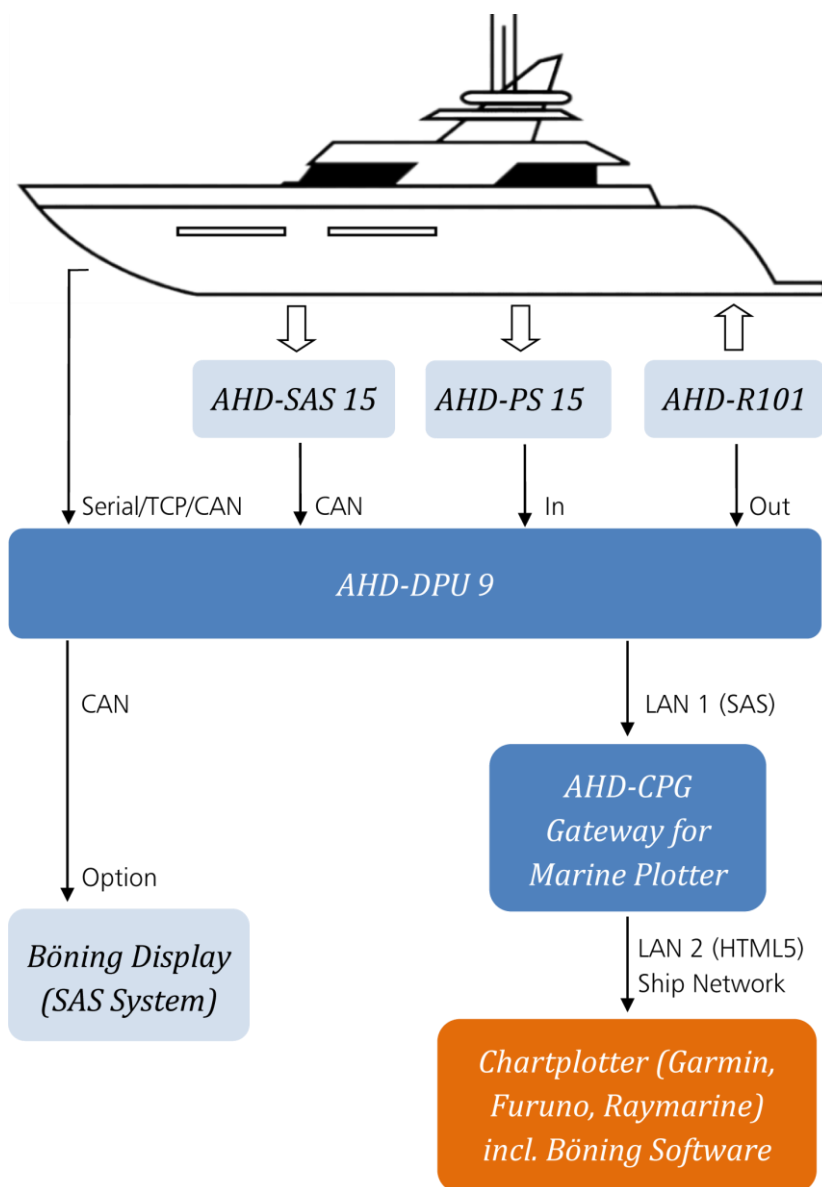 AHD-SAS 15
AHD-PS 15
AHD-R101
Serial/TCP/CAN
CAN
In
Out
AHD-DPU 9
CAN
LAN 1 (SAS)
AHD-CPG
Gateway for
Marine Plotter
Option
Böning Display
(SAS System)
LAN 2 (HTML5)
Ship Network
Chartplotter (Garmin,
Furuno, Raymarine)
incl. Böning Software